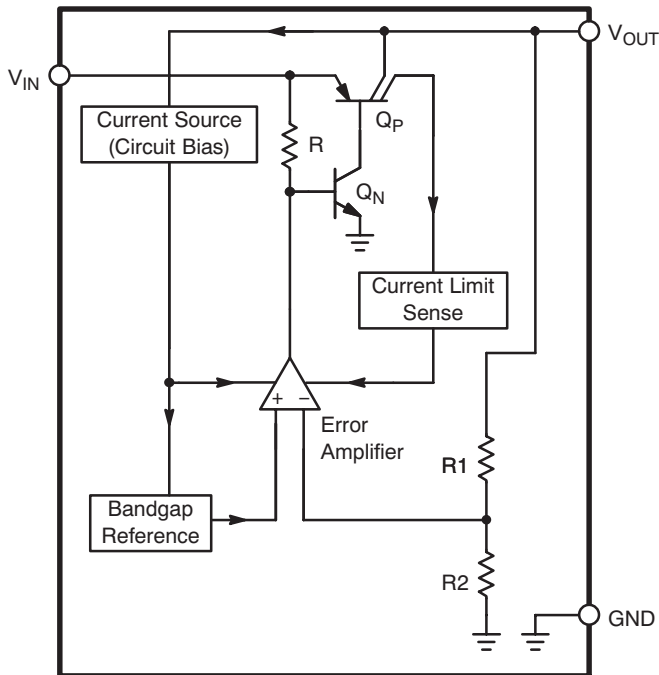 V_OUT
V_IN
Current Source
(Circuit Bias)
R
Q_P
Q_N
Current Limit
Sense
+
−
Error
Amplifier
R1
Bandgap
Reference
R2
GND